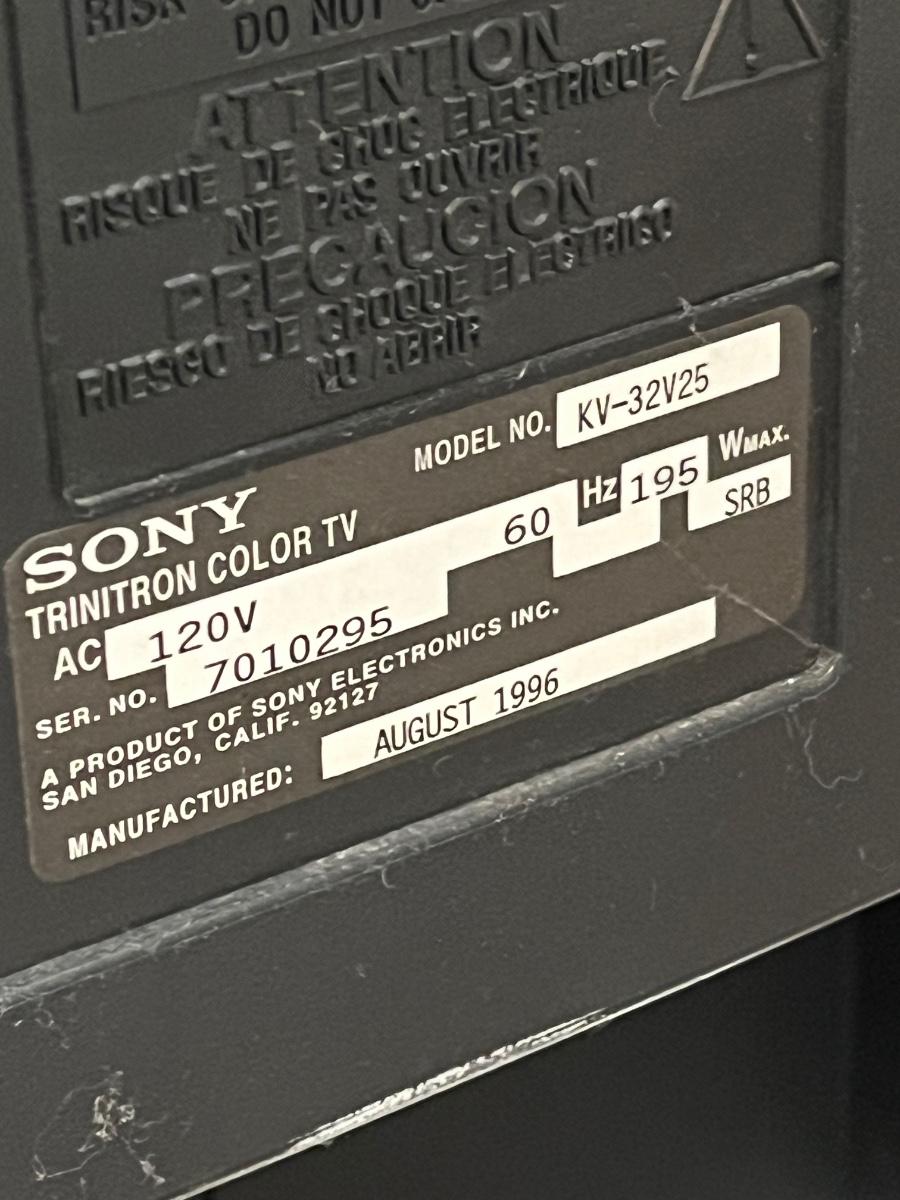 RISK
DO NOT
ATTENTION
RISQUE DE CHOC ELECTRIQUE,
NE PAS OUVRIR
PRECAUCION
RIESGO DE CHOQUE ELECTRICO
NO ABRIR
MODEL NO. KV-32V25
SONY
TRINITRON COLOR TV
AC 120V 60 Hz 195 WMAX.
SRB
SER. NO. 7010295
A PRODUCT OF SONY ELECTRONICS INC.
SAN DIEGO, CALIF. 92127
MANUFACTURED: AUGUST 1996